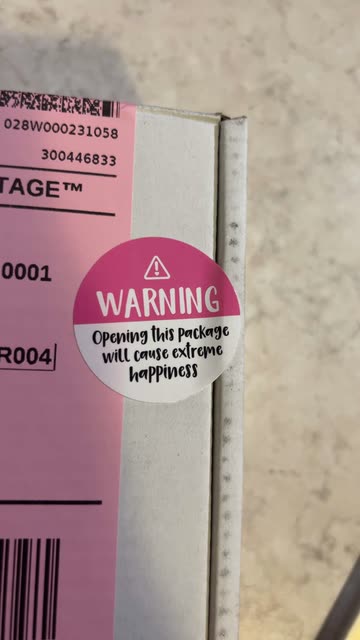 028W000231058
300446833
TAGE™
0001
WARNING
Opening this package
R004
will cause extreme
happiness